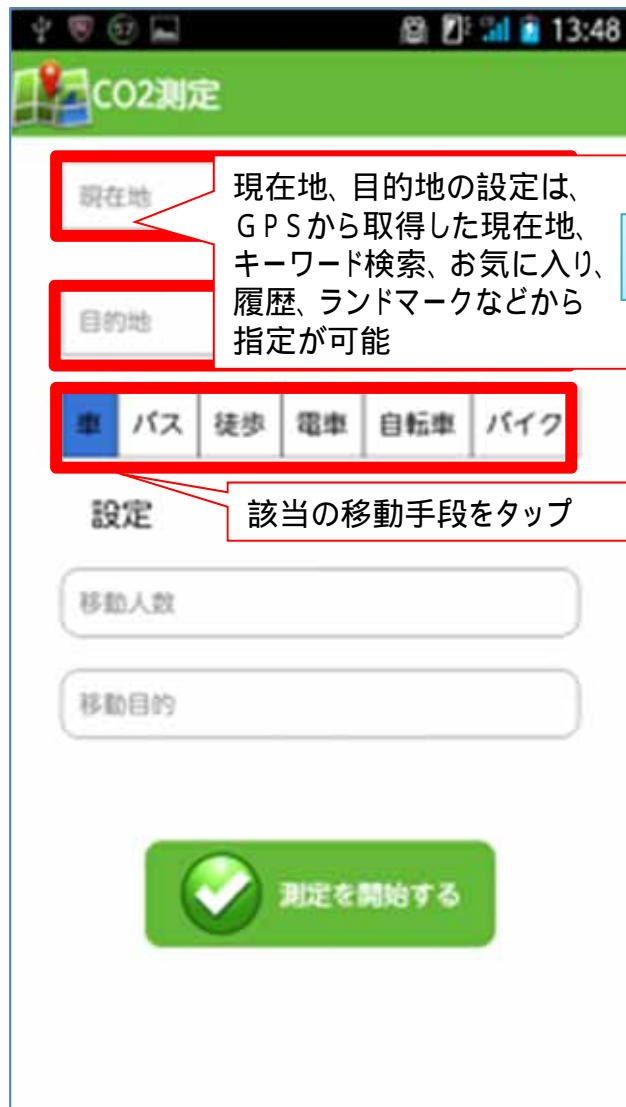 13:48
CO2測定
現在地
現在地、目的地の設定は、
GPSから取得した現在地、
キーワード検索、お気に入り、
履歴、ランドマークなどから
指定が可能
目的地
車 バス 徒歩 電車 自転車 バイク
設定
該当の移動手段をタップ
移動人数
移動目的
測定を開始する